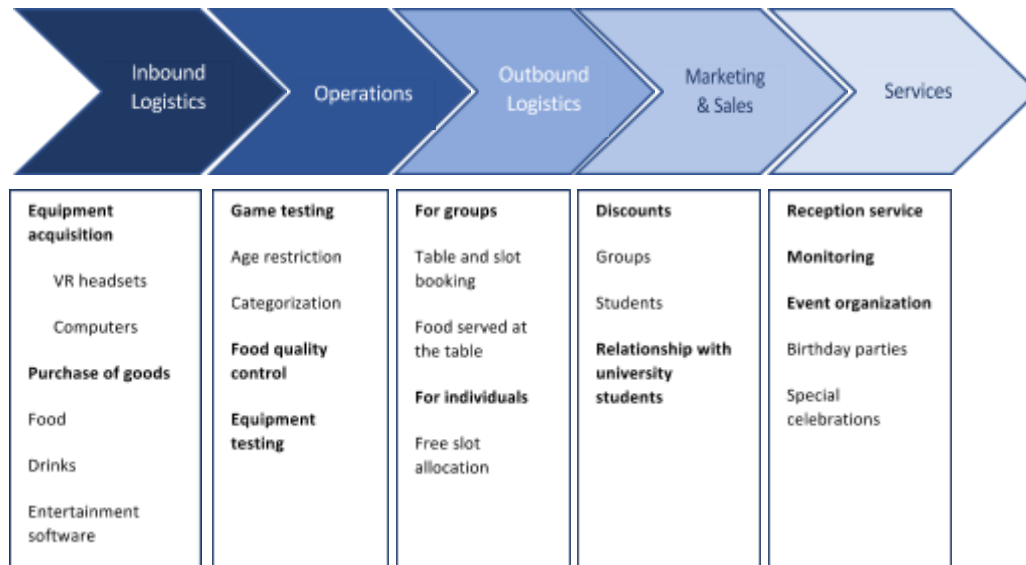 Inbound
Logistics
Operations
Outbound
Logistics
Marketing
& Sales
Services
Equipment
acquisition
VR headsets
Computers
Purchase of goods
Food
Drinks
Entertainment
software
Game testing
Age restriction
Categorization
Food quality
control
Equipment
testing
For groups
Table and slot
booking
Food served at
the table
For individuals
Free slot
allocation
Discounts
Groups
Students
Relationship with
university
students
Reception service
Monitoring
Event organization
Birthday parties
Special
celebrations